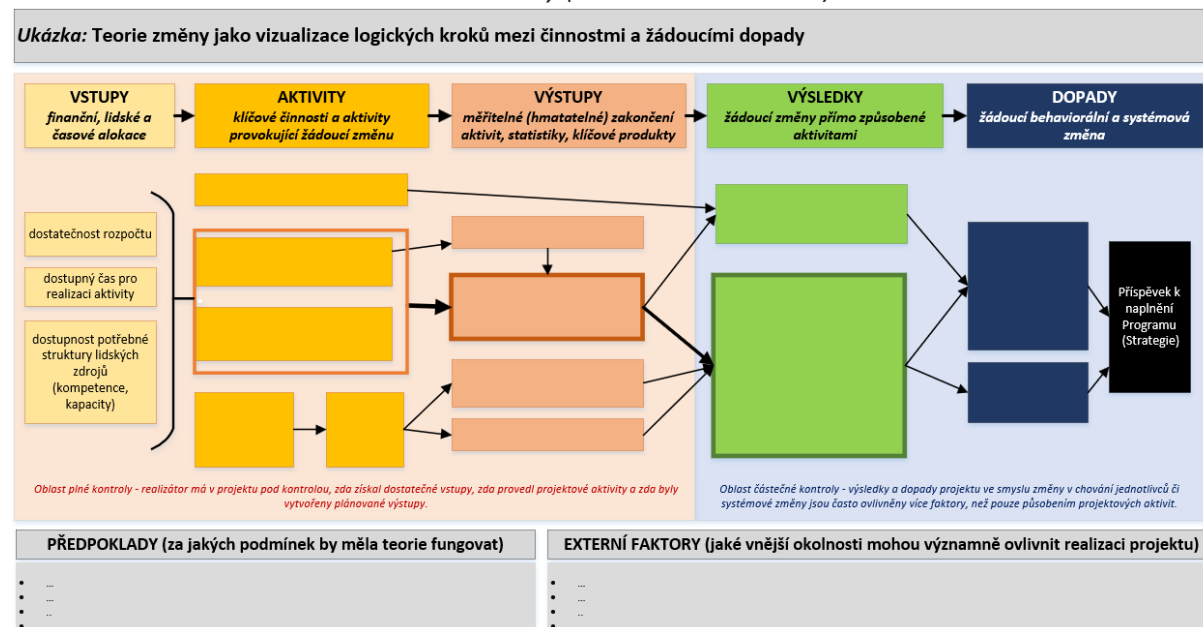 Ukázka: Teorie změny jako vizualizace logických kroků mezi činnostmi a žádoucími dopady
VSTUPY
finanční, lidské a
časové alokace
AKTIVITY
klíčové činnosti a aktivity
provokující žádoucí změnu
VÝSTUPY
měřitelné (hmatatelné) zakončení
aktivit, statistiky, klíčové produkty
VÝSLEDKY
žádoucí změny přímo způsobené
aktivitami
DOPADY
žádoucí behaviorální a systémová
změna
dostatečnost rozpočtu
dostupný čas pro
realizaci aktivity
dostupnost potřebné
struktury lidských
zdrojů
(kompetence,
kapacity)
Příspěvek k
naplnění
Programu
(Strategie)
Oblast plné kontroly - realizátor má v projektu pod kontrolou, zda získal dostatečné vstupy, zda provedl projektové aktivity a zda byly
vytvořeny plánované výstupy.
Oblast částečné kontroly - výsledky a dopady projektu ve smyslu změny v chování jednotlivců či
systémové změny jsou často ovlivněny více faktory, než pouze působením projektových aktivit.
PŘEDPOKLADY (za jakých podmínek by měla teorie fungovat)
• ...
• ...
• ..
•
EXTERNÍ FAKTORY (jaké vnější okolnosti mohou významně ovlivnit realizaci projektu)
• ...
• ...
• ..
•